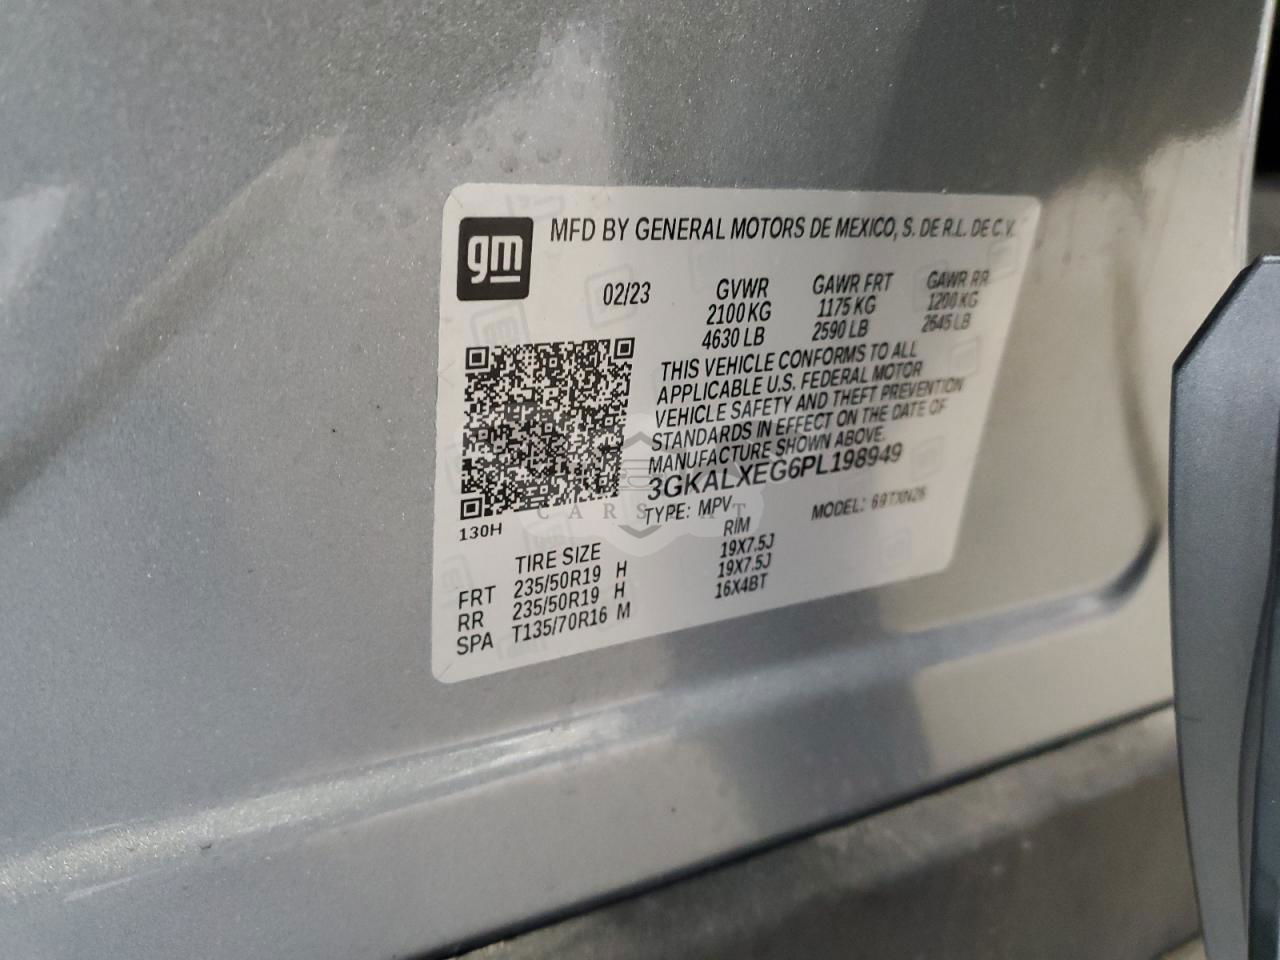 gm
MFD BY GENERAL MOTORS DE MEXICO, S. DE R.L. DE C.V.
02/23
GVWR GAWR FRT GAWR RR
2100 KG 1175 KG 1200 KG
4630 LB 2590 LB 2645 LB
THIS VEHICLE CONFORMS TO ALL
APPLICABLE U.S. FEDERAL MOTOR
VEHICLE SAFETY AND THEFT PREVENTION
STANDARDS IN EFFECT ON THE DATE OF
MANUFACTURE SHOWN ABOVE.
3GKALXEG6PL198949
130H
TYPE: MPV MODEL: 69TXN26
TIRE SIZE RIM
FRT 235/50R19 H 19X7.5J
RR 235/50R19 H 19X7.5J
SPA T135/70R16 M 16X4BT